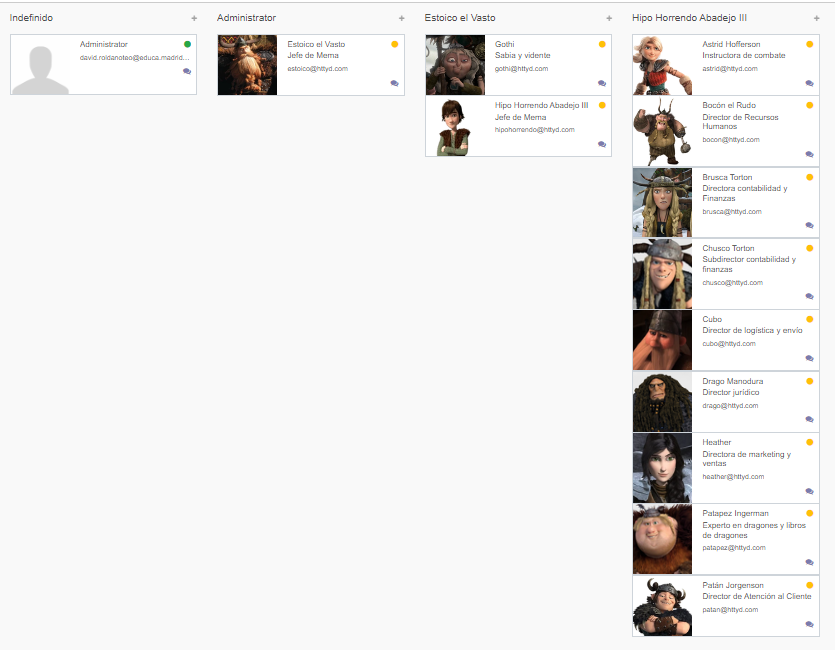 Indefinido
+
Administrator
david.roldanoteo@educa.madrid...
Administrator
+
Estoico el Vasto
Jefe de Mema
estoico@httyd.com
Estoico el Vasto
+
Gothi
Sabia y vidente
gothi@httyd.com
Hipo Horrendo Abadejo III
Jefe de Mema
hipohorrendo@httyd.com
Hipo Horrendo Abadejo III
+
Astrid Hofferson
Instructora de combate
astrid@httyd.com
Bocón el Rudo
Director de Recursos
Humanos
bocon@httyd.com
Brusca Torton
Directora contabilidad y
Finanzas
brusca@httyd.com
Chusco Torton
Subdirector contabilidad y
finanzas
chusco@httyd.com
Cubo
Director de logística y envío
cubo@httyd.com
Drago Manodura
Director jurídico
drago@httyd.com
Heather
Directora de marketing y
ventas
heather@httyd.com
Patapez Ingerman
Experto en dragones y libros
de dragones
patapez@httyd.com
Patán Jorgenson
Director de Atención al Cliente
patan@httyd.com